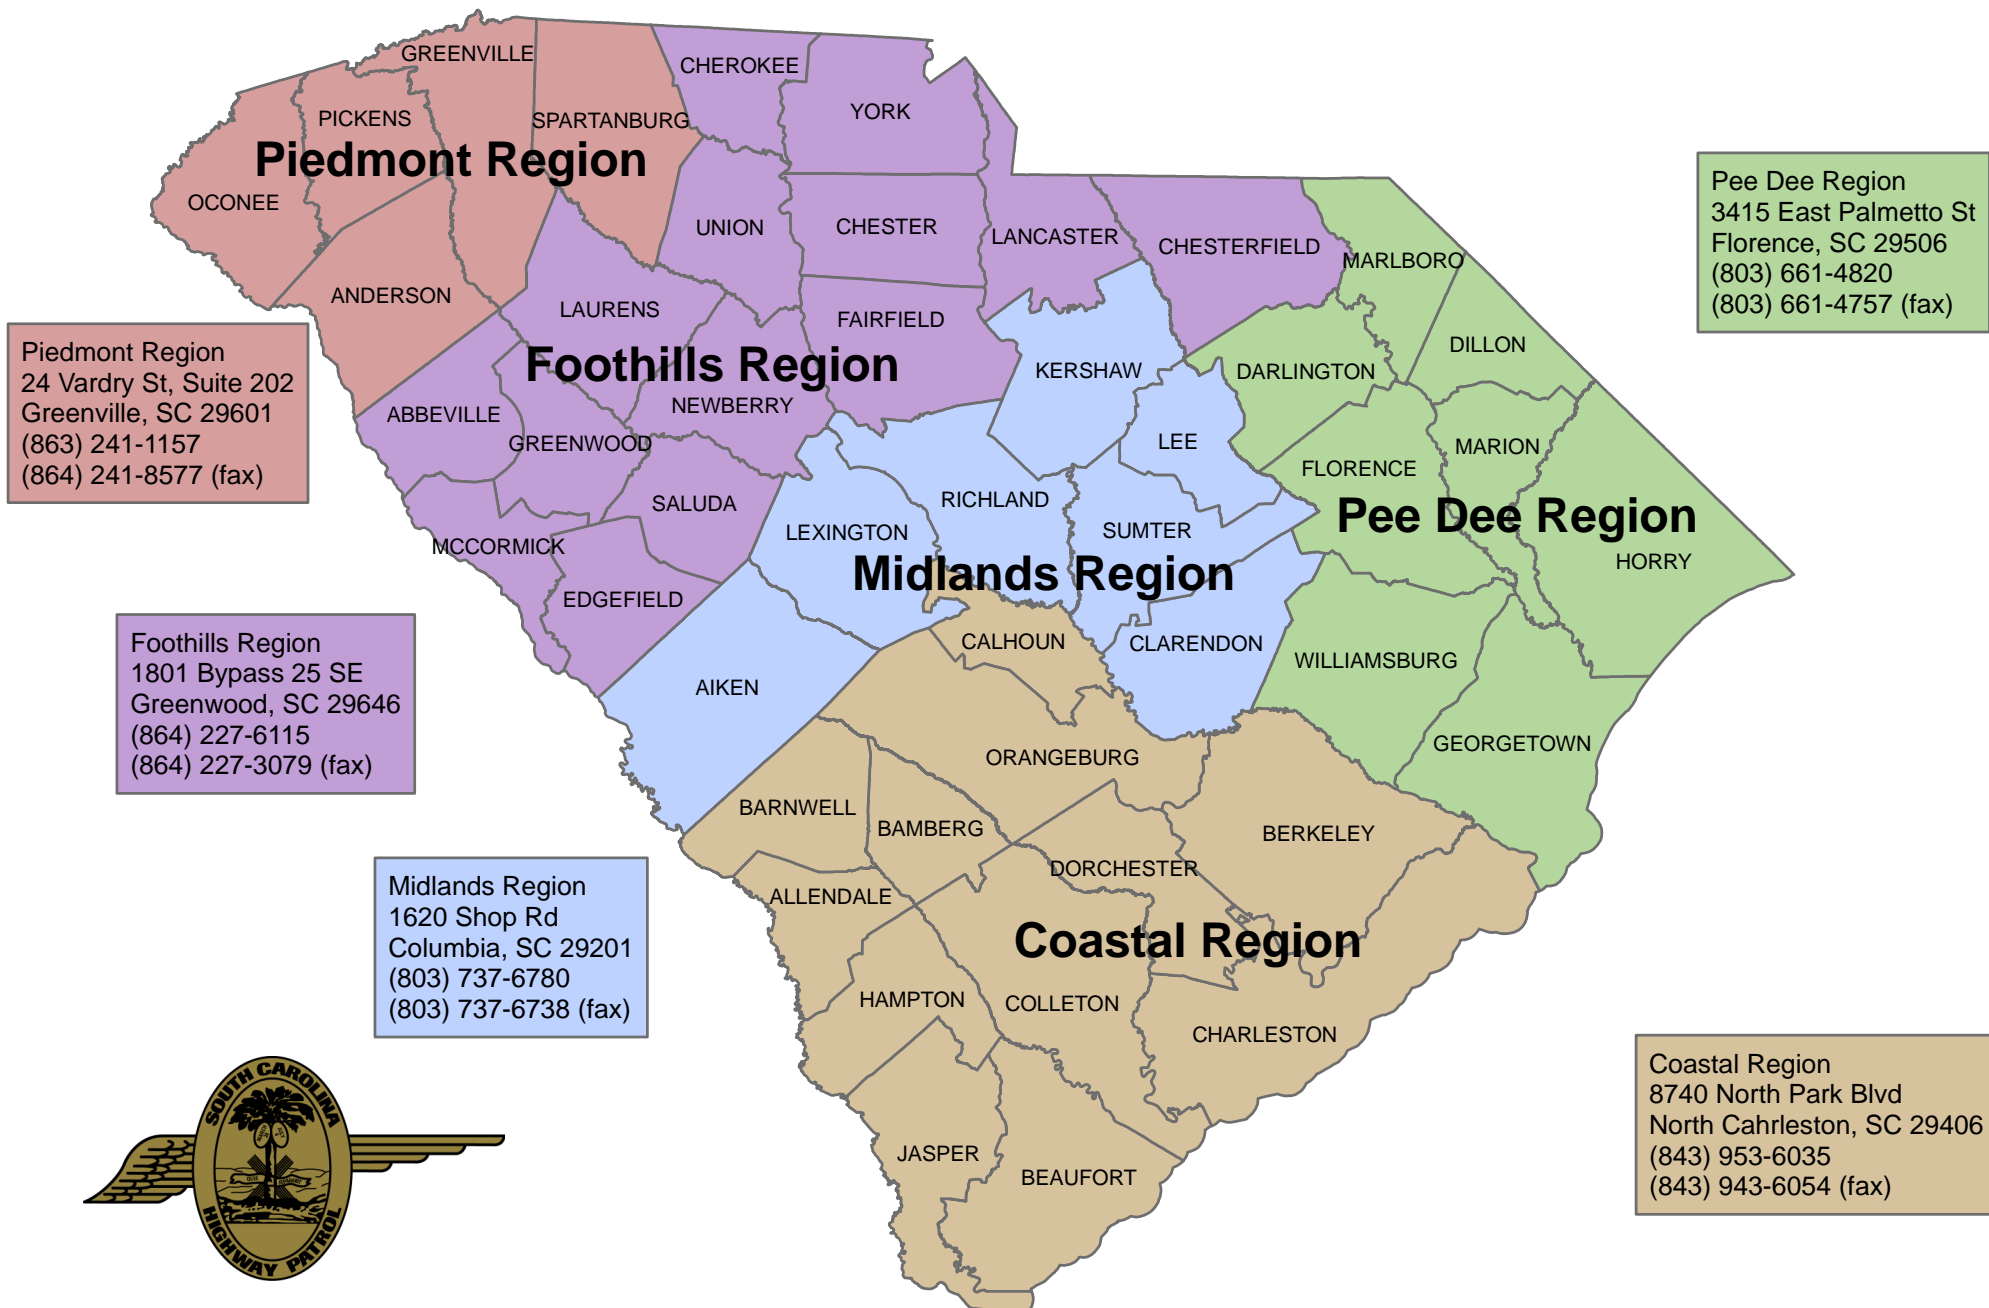 GREENVILLE
CHEROKEE
YORK
PICKENS
SPARTANBURG
Piedmont Region
OCONEE
UNION
CHESTER
LANCASTER
CHESTERFIELD
MARLBORO
ANDERSON
LAURENS
FAIRFIELD
DILLON
KERSHAW
DARLINGTON
Foothills Region
ABBEVILLE
NEWBERRY
GREENWOOD
LEE
MARION
FLORENCE
SALUDA
RICHLAND
Pee Dee Region
LEXINGTON
SUMTER
MCCORMICK
HORRY
Midlands Region
EDGEFIELD
CALHOUN
CLARENDON
WILLIAMSBURG
AIKEN
GEORGETOWN
ORANGEBURG
BARNWELL
BAMBERG
BERKELEY
DORCHESTER
ALLENDALE
Coastal Region
HAMPTON
COLLETON
CHARLESTON
JASPER
BEAUFORT
Pee Dee Region
3415 East Palmetto St
Florence, SC 29506
(803) 661-4820
(803) 661-4757 (fax)
Piedmont Region
24 Vardry St, Suite 202
Greenville, SC 29601
(863) 241-1157
(864) 241-8577 (fax)
Foothills Region
1801 Bypass 25 SE
Greenwood, SC 29646
(864) 227-6115
(864) 227-3079 (fax)
Midlands Region
1620 Shop Rd
Columbia, SC 29201
(803) 737-6780
(803) 737-6738 (fax)
Coastal Region
8740 North Park Blvd
North Cahrleston, SC 29406
(843) 953-6035
(843) 943-6054 (fax)
SOUTH CAROLINA
HIGHWAY PATROL